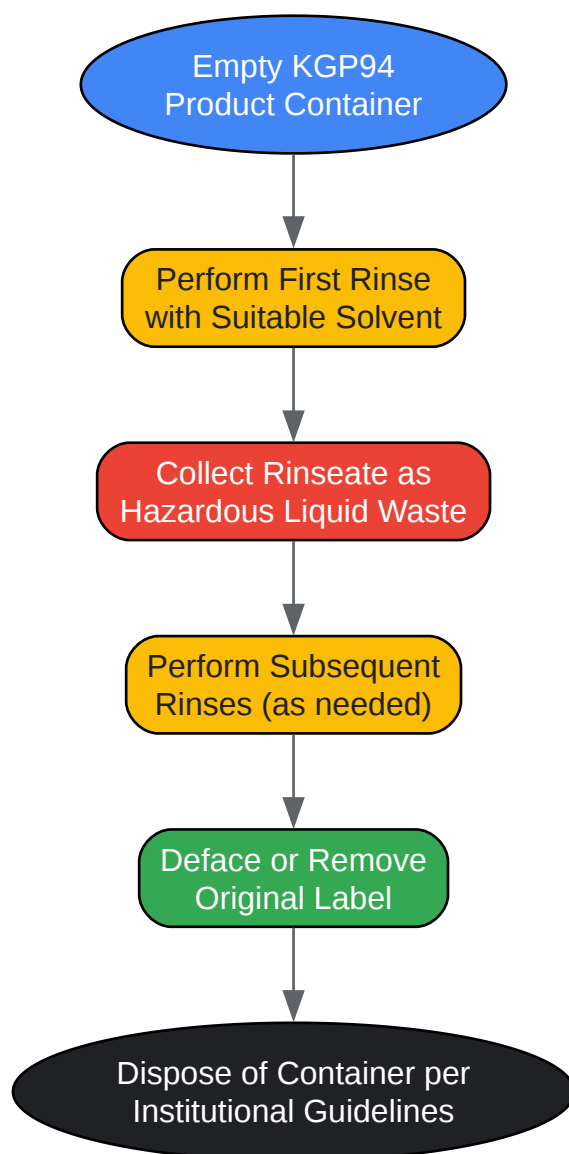 Empty KGP94
Product Container
Perform First Rinse
with Suitable Solvent
Collect Rinseate as
Hazardous Liquid Waste
Perform Subsequent
Rinses (as needed)
Deface or Remove
Original Label
Dispose of Container per
Institutional Guidelines